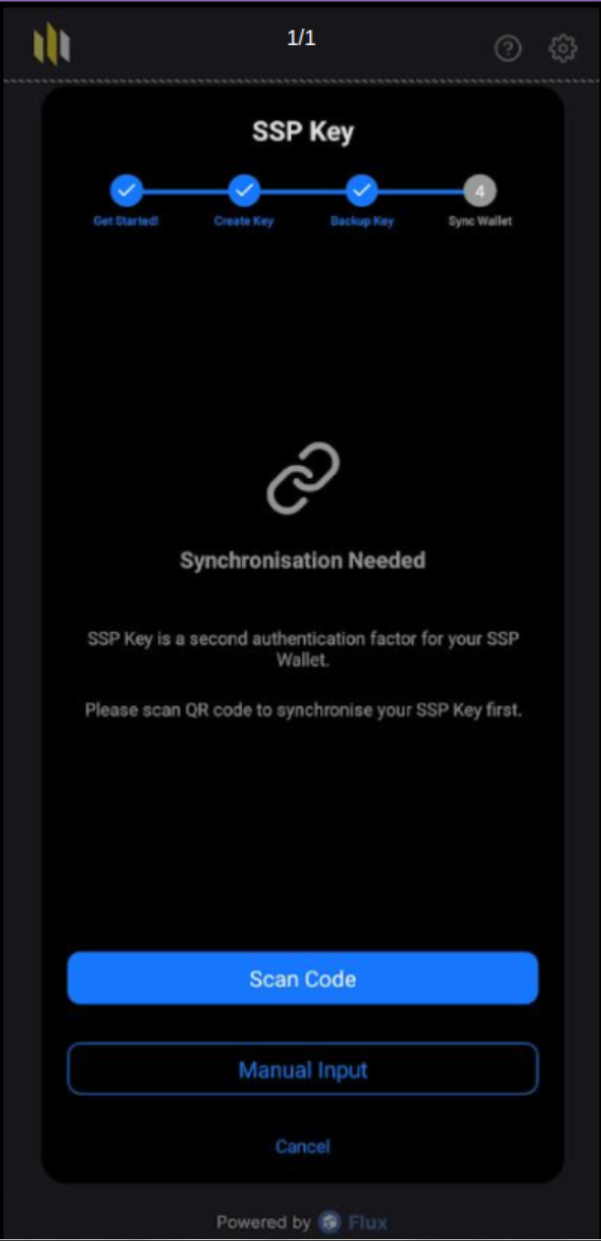 1/1
SSP Key
4
Get Started!
Create Key
Backup Key
Sync Wallet
Synchronisation Needed
SSP Key is a second authentication factor for your SSP
Wallet.
Please scan QR code to synchronise your SSP Key first.
Scan Code
Manual Input
Cancel
Powered by Flux